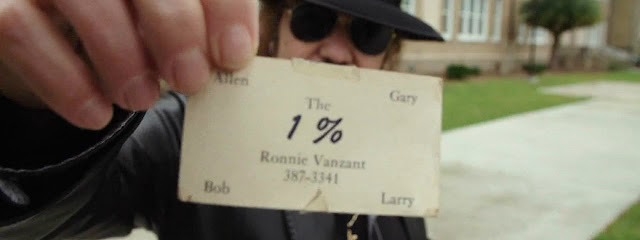 Allen
Gary
The
1 %
Ronnie Vanzant
387-3341
Bob
Larry